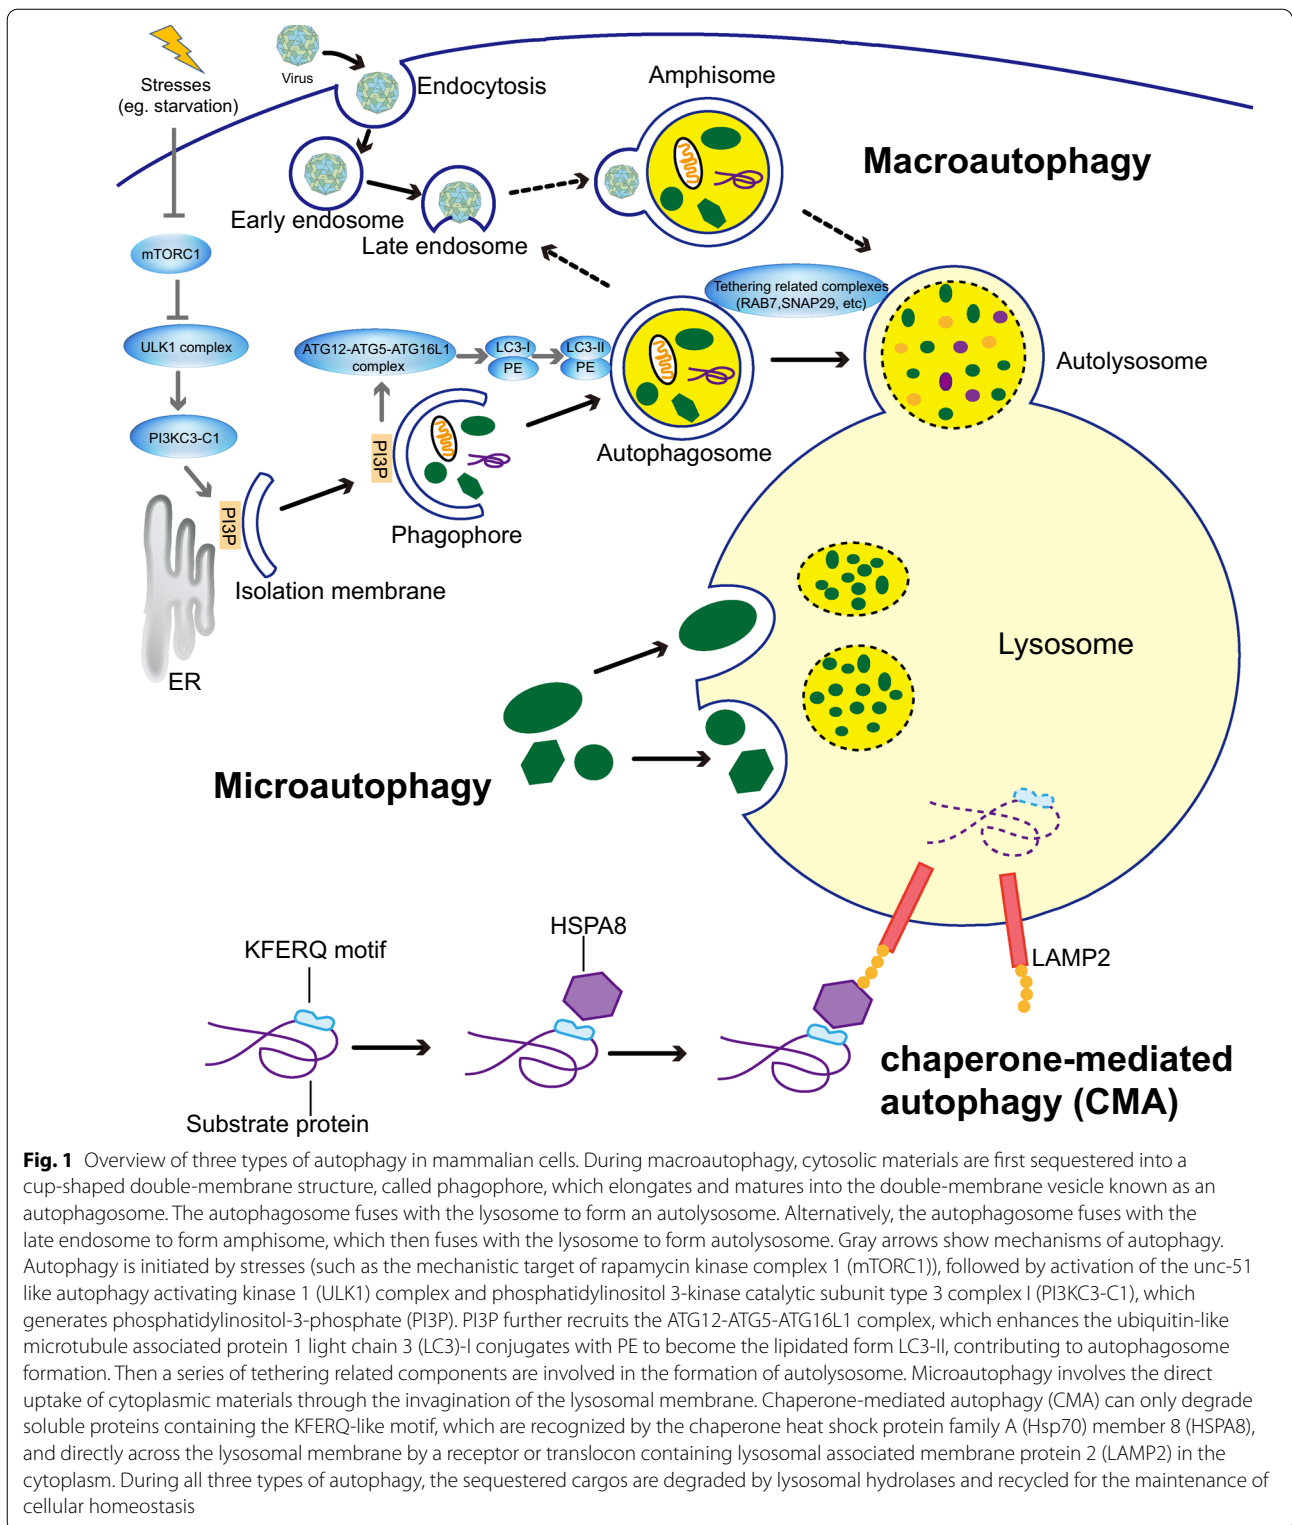 Stresses
(eg. starvation)
Virus
Endocytosis
Amphisome
Macroautophagy
Early endosome
Late endosome
mTORC1
Tethering related complexes
(RAB7,SNAP29, etc)
ULK1 complex
ATG12-ATG5-ATG16L1
complex
LC3-I
PE
LC3-II
PE
Autolysosome
PI3KC3-C1
PI3P
Autophagosome
PI3P
Phagophore
Isolation membrane
ER
Lysosome
Microautophagy
HSPA8
KFERQ motif
LAMP2
chaperone-mediated
autophagy (CMA)
Substrate protein
Fig. 1 Overview of three types of autophagy in mammalian cells. During macroautophagy, cytosolic materials are first sequestered into a
cup-shaped double-membrane structure, called phagophore, which elongates and matures into the double-membrane vesicle known as an
autophagosome. The autophagosome fuses with the lysosome to form an autolysosome. Alternatively, the autophagosome fuses with the
late endosome to form amphisome, which then fuses with the lysosome to form autolysosome. Gray arrows show mechanisms of autophagy.
Autophagy is initiated by stresses (such as the mechanistic target of rapamycin kinase complex 1 (mTORC1)), followed by activation of the unc-51
like autophagy activating kinase 1 (ULK1) complex and phosphatidylinositol 3-kinase catalytic subunit type 3 complex I (PI3KC3-C1), which
generates phosphatidylinositol-3-phosphate (PI3P). PI3P further recruits the ATG12-ATG5-ATG16L1 complex, which enhances the ubiquitin-like
microtubule associated protein 1 light chain 3 (LC3)-I conjugates with PE to become the lipidated form LC3-II, contributing to autophagosome
formation. Then a series of tethering related components are involved in the formation of autolysosome. Microautophagy involves the direct
uptake of cytoplasmic materials through the invagination of the lysosomal membrane. Chaperone-mediated autophagy (CMA) can only degrade
soluble proteins containing the KFERQ-like motif, which are recognized by the chaperone heat shock protein family A (Hsp70) member 8 (HSPA8),
and directly across the lysosomal membrane by a receptor or translocon containing lysosomal associated membrane protein 2 (LAMP2) in the
cytoplasm. During all three types of autophagy, the sequestered cargos are degraded by lysosomal hydrolases and recycled for the maintenance of
cellular homeostasis